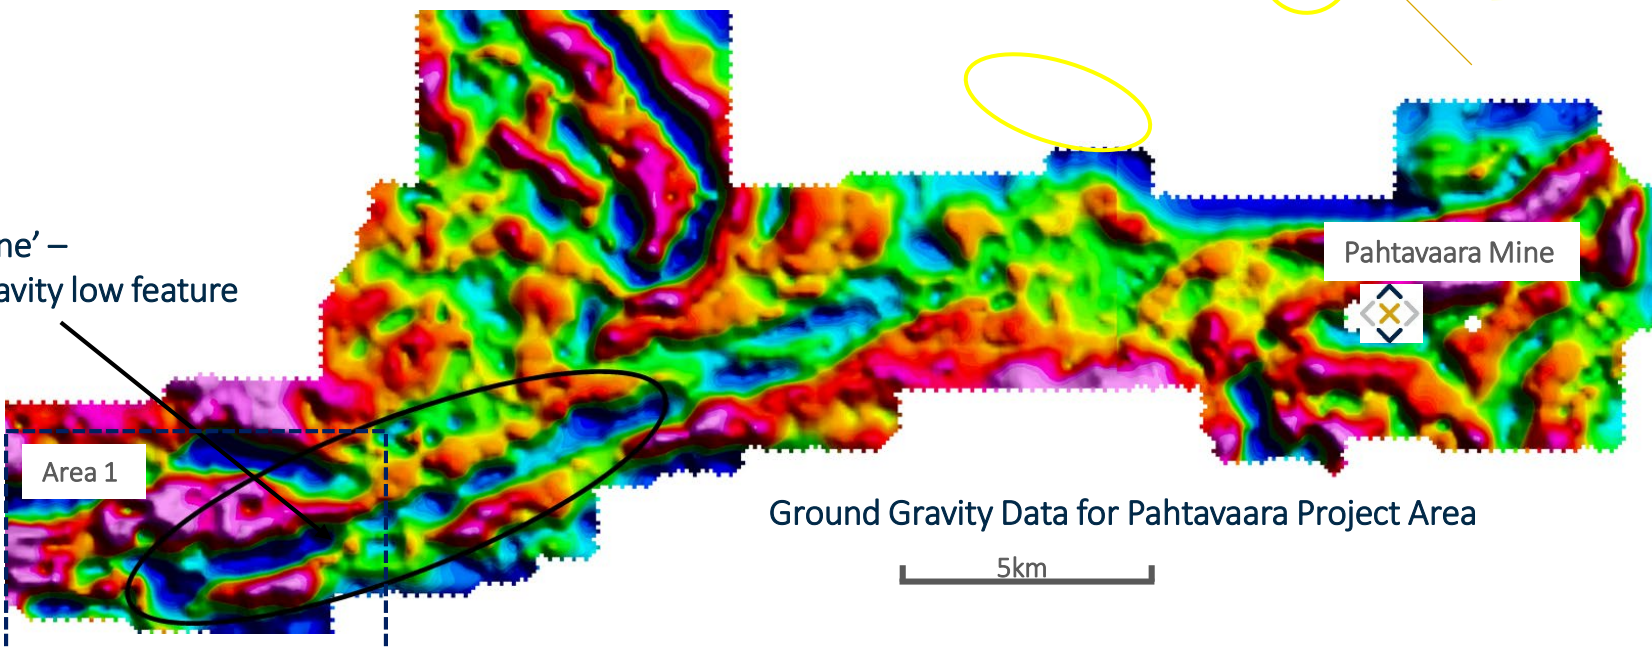 ne’ –
avity low feature
Pahtavaara Mine
Area 1
Ground Gravity Data for Pahtavaara Project Area
5km